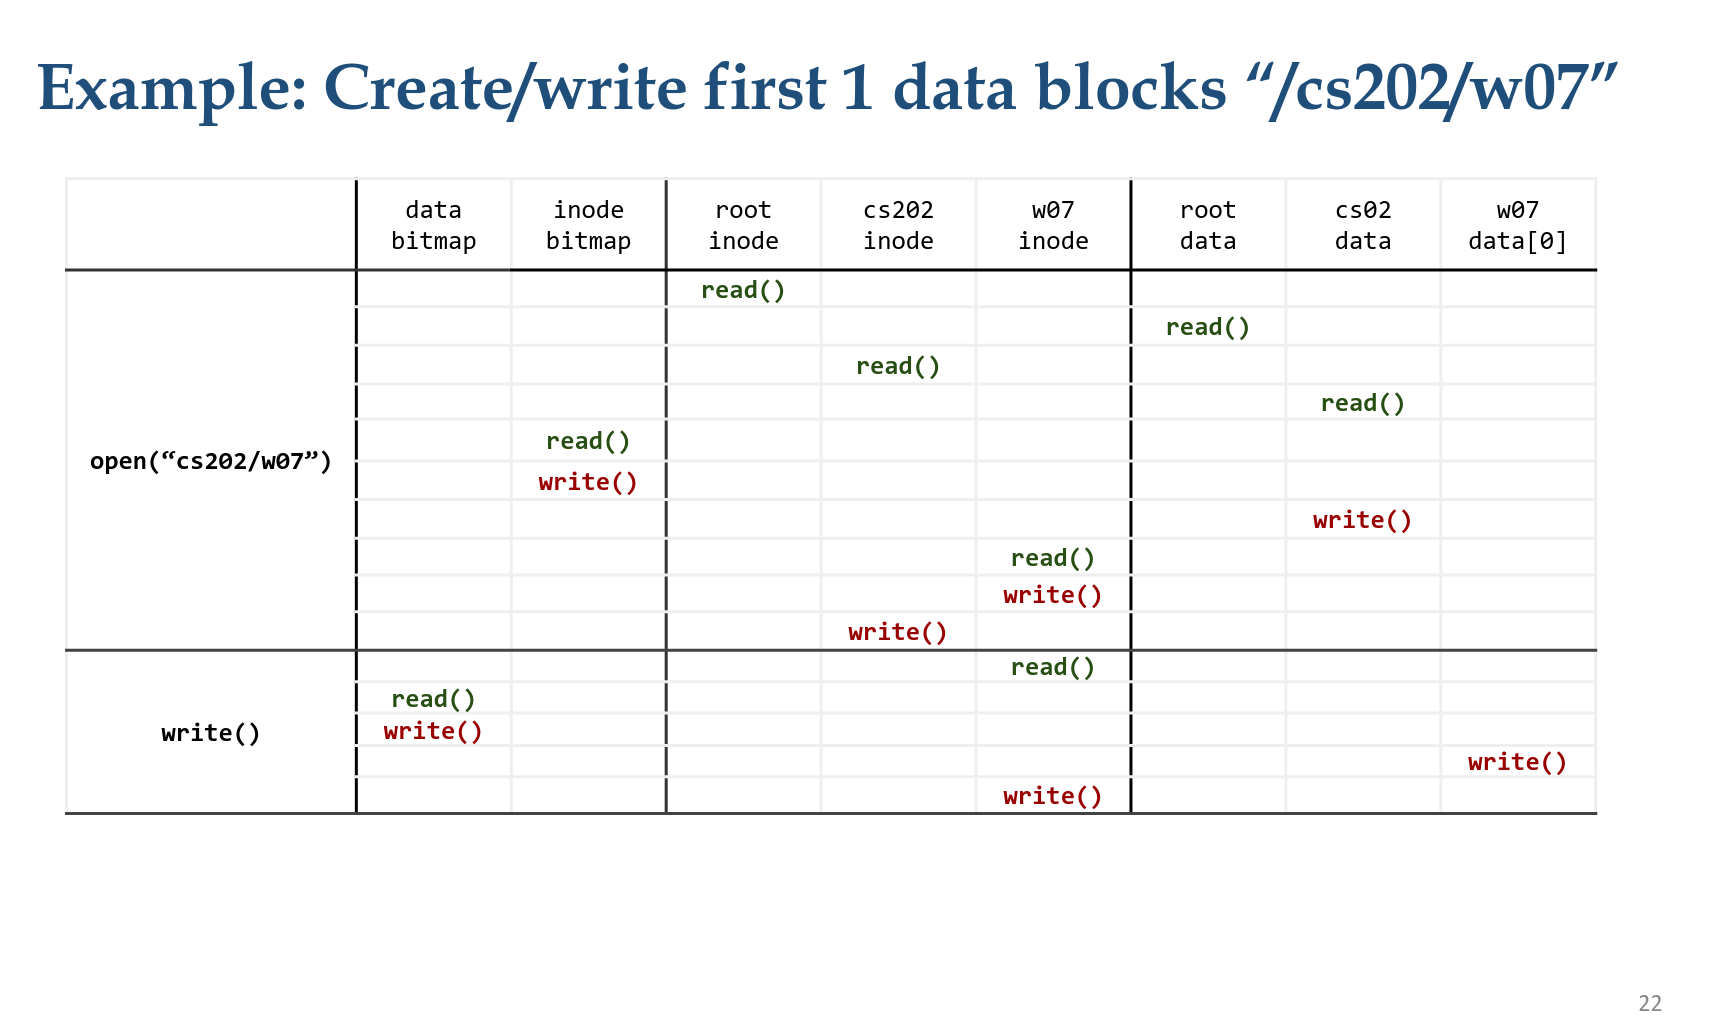 Example: Create/write first 1 data blocks “/cs202/w07”
data bitmap inode bitmap root inode cs202 inode w07 inode root data cs02 data w07 data[0]
read()
read()
read()
read()
read()
open(“cs202/w07”)
write()
write()
read()
write()
write()
read()
read()
write() write()
write()
write()
22